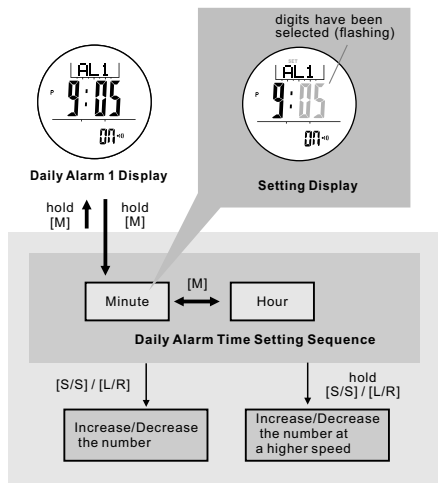 digits have been
selected (flashing)
AL1
P 9:05
ON
SET
AL1
P 9:05
ON
Daily Alarm 1 Display
Setting Display
hold
[M]
hold
[M]
[M]
Minute
Hour
Daily Alarm Time Setting Sequence
[S/S] / [L/R]
hold
[S/S] / [L/R]
Increase/Decrease
the number
Increase/Decrease
the number at
a higher speed